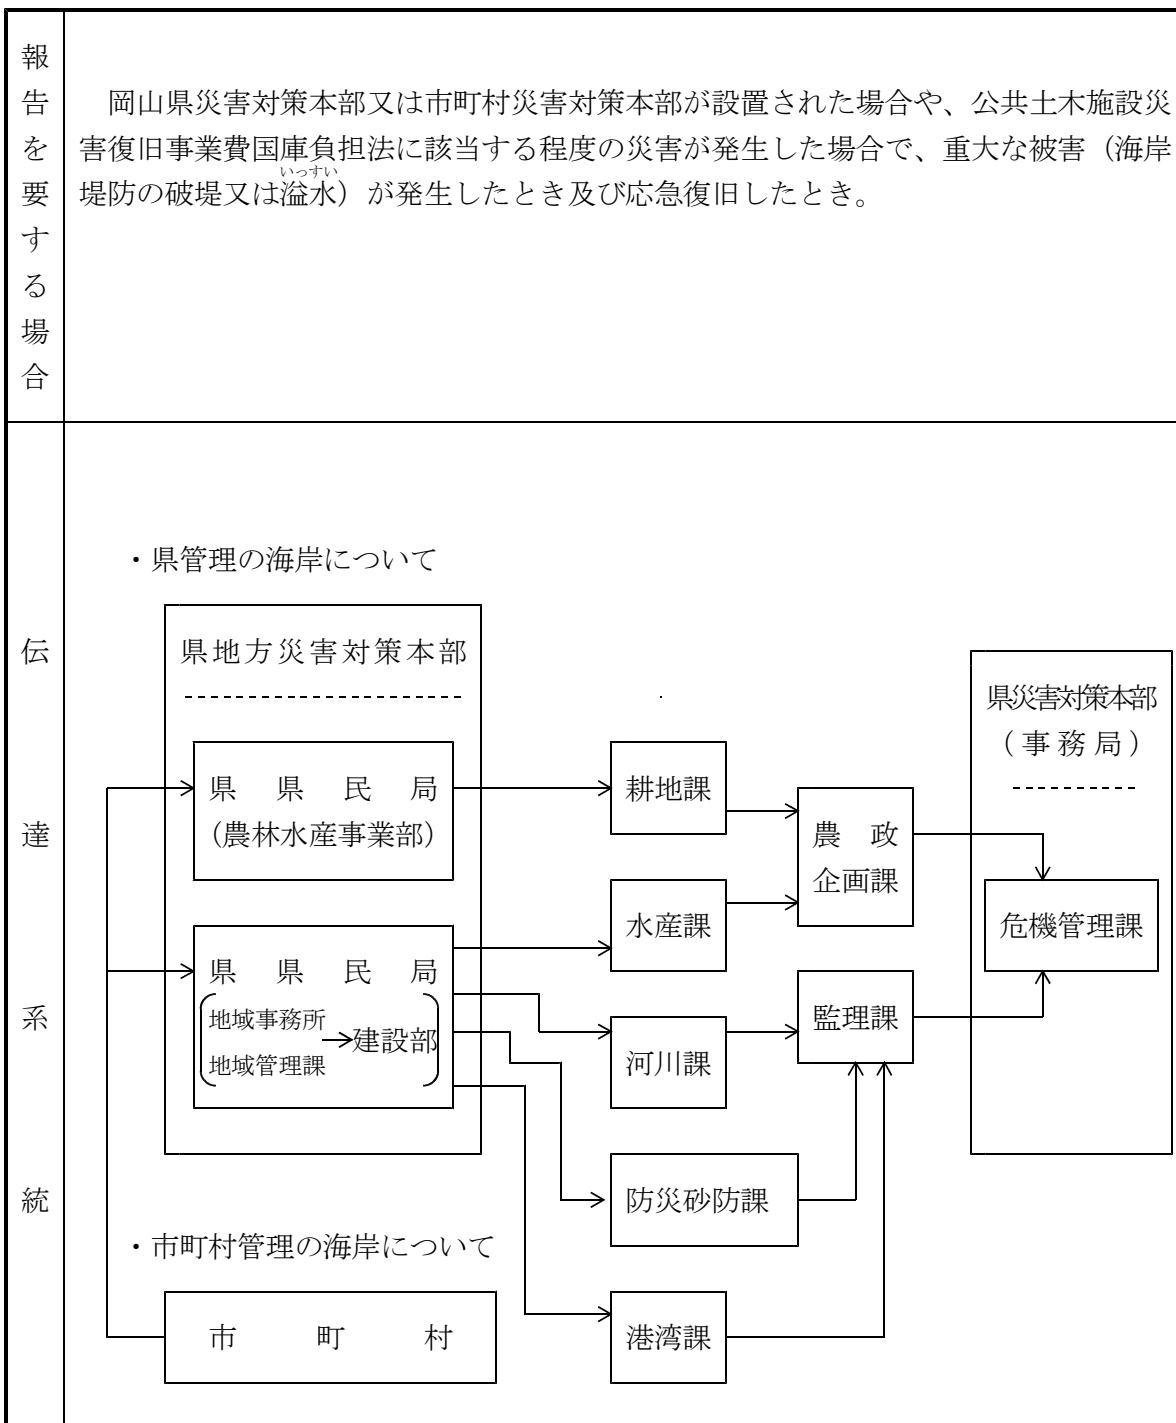 報告を要する場合
岡山県災害対策本部又は市町村災害対策本部が設置された場合や、公共土木施設災
害復旧事業費国庫負担法に該当する程度の災害が発生した場合で、重大な被害（海岸
いっすい
堤防の破堤又は溢水）が発生したとき及び応急復旧したとき。
伝達系統
・県管理の海岸について
県地方災害対策本部
県県民局
（農林水産事業部）
県県民局
地域事務所
地域管理課
建設部
耕地課
水産課
河川課
防災砂防課
港湾課
農政
企画課
監理課
県災害対策本部
（事務局）
危機管理課
・市町村管理の海岸について
市町村